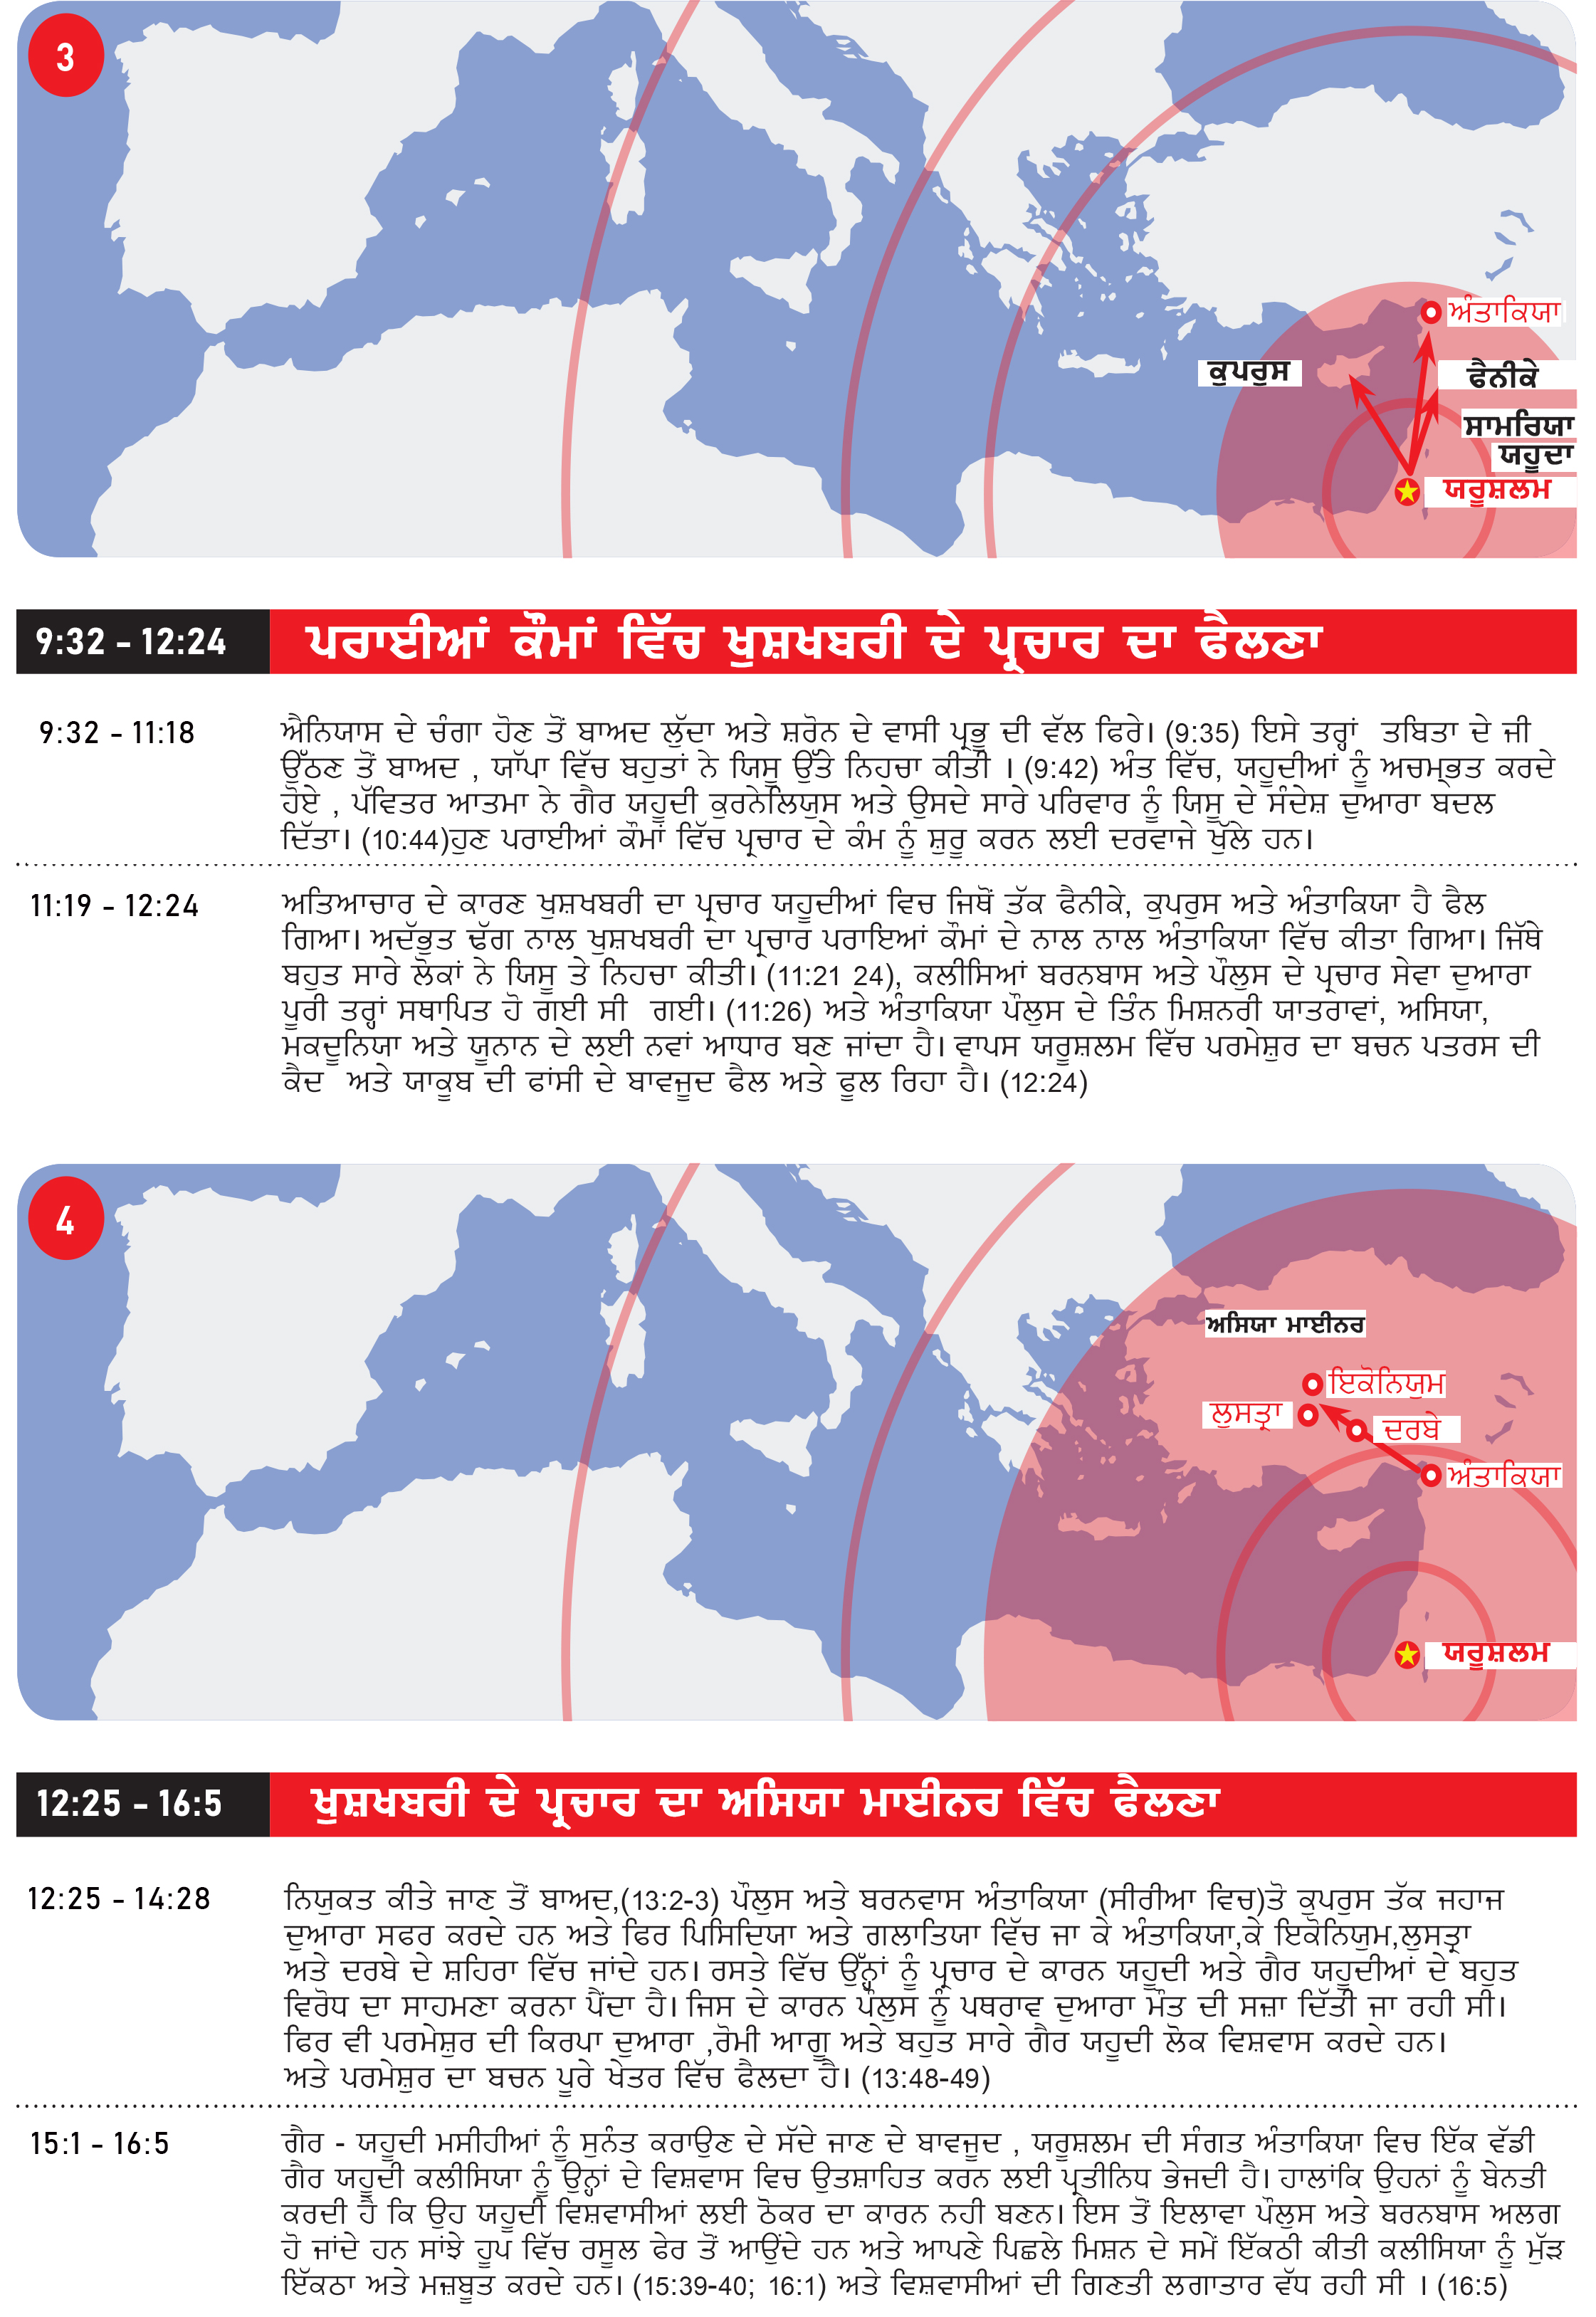 3
ਅੰਤਾਕਿਯਾ
ਕੁਪਰੁਸ
ਫੈਨੀਕੇ
ਸਾਮਰਿਯਾ
ਯਹੂਦਾ
ਯਰੂਸ਼ਲਮ
9:32 - 12:24 ਪਰਾਈਆਂ ਕੌਮਾਂ ਵਿੱਚ ਖੁਸ਼ਖਬਰੀ ਦੇ ਪ੍ਰਚਾਰ ਦਾ ਫੈਲਣਾ
9:32 - 11:18
ਐਨਿਯਾਸ ਦੇ ਚੰਗਾ ਹੋਣ ਤੋਂ ਬਾਅਦ ਲੁੱਦਾ ਅਤੇ ਸ਼ਰੋਨ ਦੇ ਵਾਸੀ ਪ੍ਰਭੂ ਦੀ ਵੱਲ ਫਿਰੇ। (9:35) ਇਸੇ ਤਰ੍ਹਾਂ ਤਬਿਤਾ ਦੇ ਜੀ
ਉੱਠਣ ਤੋਂ ਬਾਅਦ , ਯਾੱਪਾ ਵਿੱਚ ਬਹੁਤਾਂ ਨੇ ਯਿਸੂ ਉੱਤੇ ਨਿਹਚਾ ਕੀਤੀ । (9:42) ਅੰਤ ਵਿੱਚ, ਯਹੂਦੀਆਂ ਨੂੰ ਅਚਮ੍ਭਤ ਕਰਦੇ
ਹੋਏ , ਪੱਵਿਤਰ ਆਤਮਾ ਨੇ ਗੈਰ ਯਹੂਦੀ ਕੁਰਨੇਲਿਯੁਸ ਅਤੇ ਉਸਦੇ ਸਾਰੇ ਪਰਿਵਾਰ ਨੂੰ ਯਿਸੂ ਦੇ ਸੰਦੇਸ਼ ਦੁਆਰਾ ਬਦਲ
ਦਿੱਤਾ। (10:44)ਹੁਣ ਪਰਾਈਆਂ ਕੌਮਾਂ ਵਿੱਚ ਪ੍ਰਚਾਰ ਦੇ ਕੰਮ ਨੂੰ ਸ਼ੁਰੂ ਕਰਨ ਲਈ ਦਰਵਾਜੇ ਖੁੱਲੇ ਹਨ।
11:19 - 12:24
ਅਤਿਆਚਾਰ ਦੇ ਕਾਰਣ ਖੁਸ਼ਖਬਰੀ ਦਾ ਪ੍ਰਚਾਰ ਯਹੂਦੀਆਂ ਵਿਚ ਜਿਥੋਂ ਤੱਕ ਫੈਨੀਕੇ, ਕੁਪਰੁਸ ਅਤੇ ਅੰਤਾਕਿਯਾ ਹੈ ਫੈਲ
ਗਿਆ। ਅਦੱਭੁਤ ਢੱਗ ਨਾਲ ਖੁਸ਼ਖਬਰੀ ਦਾ ਪ੍ਰਚਾਰ ਪਰਾਇਆਂ ਕੌਮਾਂ ਦੇ ਨਾਲ ਨਾਲ ਅੰਤਾਕਿਯਾ ਵਿੱਚ ਕੀਤਾ ਗਿਆ। ਜਿੱਥੇ
ਬਹੁਤ ਸਾਰੇ ਲੋਕਾਂ ਨੇ ਯਿਸੂ ਤੇ ਨਿਹਚਾ ਕੀਤੀ। (11:21 24), ਕਲੀਸਿਆਂ ਬਰਨਬਾਸ ਅਤੇ ਪੌਲੁਸ ਦੇ ਪ੍ਰਚਾਰ ਸੇਵਾ ਦੁਆਰਾ
ਪੂਰੀ ਤਰ੍ਹਾਂ ਸਥਾਪਿਤ ਹੋ ਗਈ ਸੀ ਗਈ। (11:26) ਅਤੇ ਅੰਤਾਕਿਯਾ ਪੌਲੁਸ ਦੇ ਤਿੰਨ ਮਿਸ਼ਨਰੀ ਯਾਤਰਾਵਾਂ, ਅਸਿਯਾ,
ਮਕਦੂਨਿਯਾ ਅਤੇ ਯੂਨਾਨ ਦੇ ਲਈ ਨਵਾਂ ਆਧਾਰ ਬਣ ਜਾਂਦਾ ਹੈ। ਵਾਪਸ ਯਰੂਸ਼ਲਮ ਵਿੱਚ ਪਰਮੇਸ਼ੁਰ ਦਾ ਬਚਨ ਪਤਰਸ ਦੀ
ਕੈਦ ਅਤੇ ਯਾਕੂਬ ਦੀ ਫਾਂਸੀ ਦੇ ਬਾਵਜੂਦ ਫੈਲ ਅਤੇ ਫੂਲ ਰਿਹਾ ਹੈ। (12:24)
4
ਅਸਿਯਾ ਮਾਈਨਰ
ਇਕੋਨਿਯੁਮ
ਲੁਸਤ੍ਰਾ
ਦਰਬੇ
ਅੰਤਾਕਿਯਾ
ਯਰੂਸ਼ਲਮ
12:25 - 16:5 ਖੁਸ਼ਖਬਰੀ ਦੇ ਪ੍ਰਚਾਰ ਦਾ ਅਸਿਯਾ ਮਾਈਨਰ ਵਿੱਚ ਫੈਲਣਾ
12:25 - 14:28
ਨਿਯੁਕਤ ਕੀਤੇ ਜਾਣ ਤੋਂ ਬਾਅਦ,(13:2-3) ਪੌਲੁਸ ਅਤੇ ਬਰਨਵਾਸ ਅੰਤਾਕਿਯਾ (ਸੀਰੀਆ ਵਿਚ)ਤੋ ਕੁਪਰੁਸ ਤੱਕ ਜਹਾਜ
ਦੁਆਰਾ ਸਫਰ ਕਰਦੇ ਹਨ ਅਤੇ ਫਿਰ ਪਿਸਿਦਿਯਾ ਅਤੇ ਗਲਾਤਿਯਾ ਵਿੱਚ ਜਾ ਕੇ ਅੰਤਾਕਿਯਾ,ਕੇ ਇਕੋਨਿਯੁਮ,ਲੁਸਤ੍ਰਾ
ਅਤੇ ਦਰਬੇ ਦੇ ਸ਼ਹਿਰਾ ਵਿੱਚ ਜਾਂਦੇ ਹਨ। ਰਸਤੇ ਵਿੱਚ ਉੱਨ੍ਹਾਂ ਨੂੰ ਪ੍ਰਚਾਰ ਦੇ ਕਾਰਨ ਯਹੂਦੀ ਅਤੇ ਗੈਰ ਯਹੂਦੀਆਂ ਦੇ ਬਹੁਤ
ਵਿਰੋਧ ਦਾ ਸਾਹਮਣਾ ਕਰਨਾ ਪੈਂਦਾ ਹੈ। ਜਿਸ ਦੇ ਕਾਰਨ ਪੌਲੁਸ ਨੂੰ ਪਥਰਾਵ ਦੁਆਰਾ ਮੌਤ ਦੀ ਸਜ਼ਾ ਦਿੱਤੀ ਜਾ ਰਹੀ ਸੀ।
ਫਿਰ ਵੀ ਪਰਮੇਸ਼ੁਰ ਦੀ ਕਿਰਪਾ ਦੁਆਰਾ ,ਰੋਮੀ ਆਗੂ ਅਤੇ ਬਹੁਤ ਸਾਰੇ ਗੈਰ ਯਹੂਦੀ ਲੋਕ ਵਿਸ਼ਵਾਸ ਕਰਦੇ ਹਨ।
ਅਤੇ ਪਰਮੇਸ਼ੁਰ ਦਾ ਬਚਨ ਪੂਰੇ ਖੇਤਰ ਵਿੱਚ ਫੈਲਦਾ ਹੈ। (13:48-49)
15:1 - 16:5
ਗੈਰ - ਯਹੂਦੀ ਮਸੀਹੀਆਂ ਨੂੰ ਸੁਨੰਤ ਕਰਾਉਣ ਦੇ ਸੱਦੇ ਜਾਣ ਦੇ ਬਾਵਜੂਦ , ਯਰੂਸ਼ਲਮ ਦੀ ਸੰਗਤ ਅੰਤਾਕਿਯਾ ਵਿਚ ਇੱਕ ਵੱਡੀ
ਗੈਰ ਯਹੂਦੀ ਕਲੀਸਿਯਾ ਨੂੰ ਉਨ੍ਹਾਂ ਦੇ ਵਿਸ਼ਵਾਸ ਵਿਚ ਉਤਸ਼ਾਹਿਤ ਕਰਨ ਲਈ ਪ੍ਰਤੀਨਿਧ ਭੇਜਦੀ ਹੈ। ਹਾਲਾਂਕਿ ਉਹਨਾਂ ਨੂੰ ਬੇਨਤੀ
ਕਰਦੀ ਹੈ ਕਿ ਉਹ ਯਹੂਦੀ ਵਿਸ਼ਵਾਸੀਆਂ ਲਈ ਠੋਕਰ ਦਾ ਕਾਰਨ ਨਹੀ ਬਣਨ। ਇਸ ਤੋਂ ਇਲਾਵਾ ਪੌਲੁਸ ਅਤੇ ਬਰਨਬਾਸ ਅਲਗ
ਹੋ ਜਾਂਦੇ ਹਨ ਸਾਂਝੇ ਰੂਪ ਵਿੱਚ ਰਸੂਲ ਫੇਰ ਤੋਂ ਆਉਂਦੇ ਹਨ ਅਤੇ ਆਪਣੇ ਪਿਛਲੇ ਮਿਸ਼ਨ ਦੇ ਸਮੇਂ ਇੱਕਠੀ ਕੀਤੀ ਕਲੀਸਿਯਾ ਨੂੰ ਮੁੱੜ
ਇੱਕਠਾ ਅਤੇ ਮਜ਼ਬੂਤ ਕਰਦੇ ਹਨ। (15:39-40; 16:1) ਅਤੇ ਵਿਸ਼ਵਾਸੀਆਂ ਦੀ ਗਿਣਤੀ ਲਗਾਤਾਰ ਵੱਧ ਰਹੀ ਸੀ । (16:5)